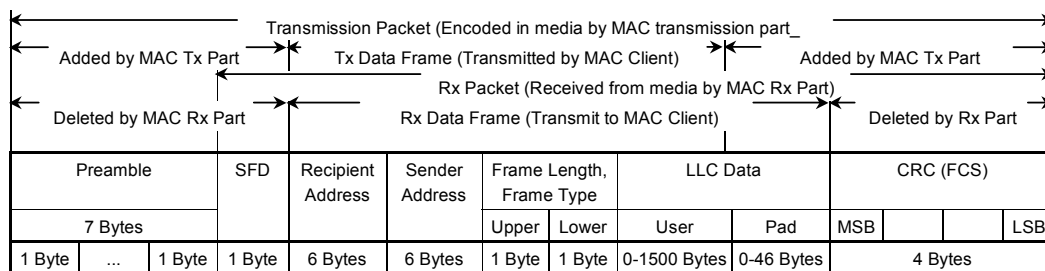 Transmission Packet (Encoded in media by MAC transmission part_
Added by MAC Tx Part Tx Data Frame (Transmitted by MAC Client) Added by MAC Tx Part
Rx Packet (Received from media by MAC Rx Part)
Deleted by MAC Rx Part Rx Data Frame (Transmit to MAC Client) Deleted by Rx Part
Preamble SFD Recipient Sender Frame Length, LLC Data CRC (FCS)
Address Address Frame Type
7 Bytes Upper Lower User Pad MSB LSB
1 Byte ... 1 Byte 1 Byte 6 Bytes 6 Bytes 1 Byte 1 Byte 0-1500 Bytes 0-46 Bytes 4 Bytes